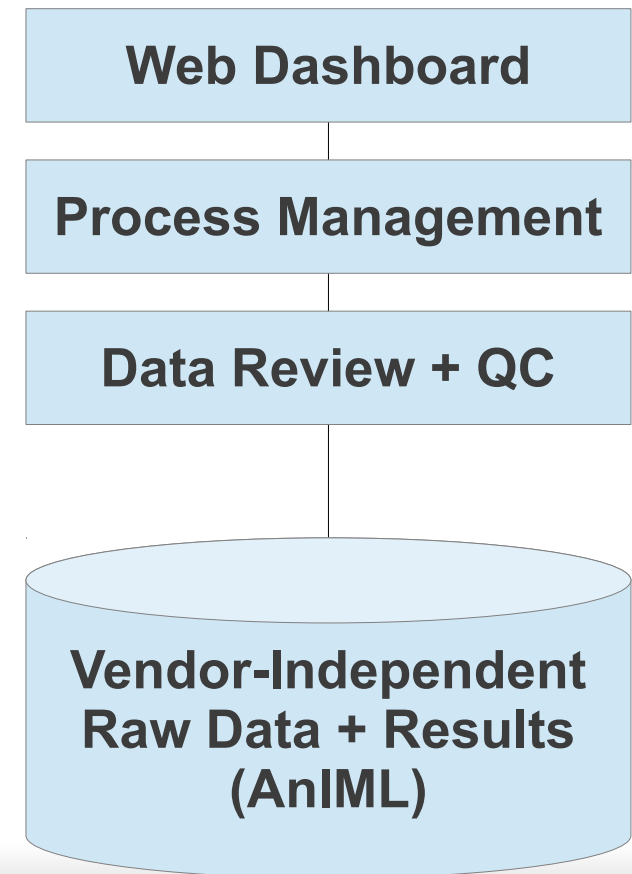 Web Dashboard
Process Management
Data Review + QC
Vendor-Independent
Raw Data + Results
(AnIML)